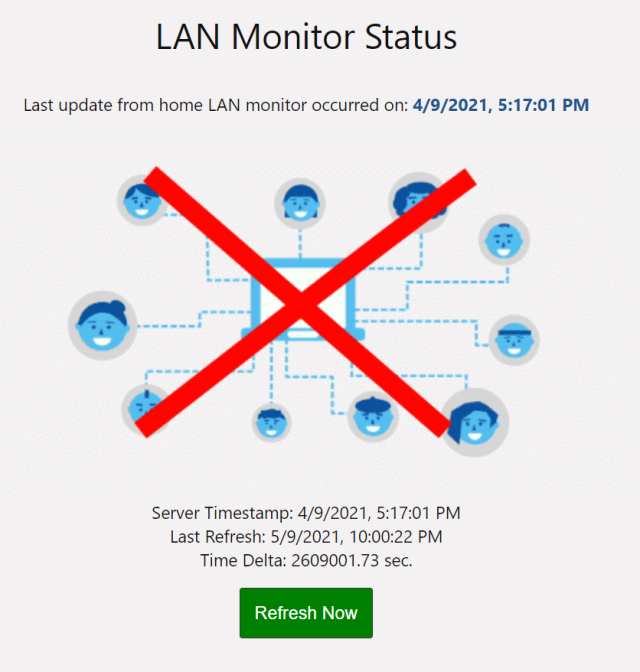 LAN Monitor Status
Last update from home LAN monitor occurred on: 4/9/2021, 5:17:01 PM
Server Timestamp: 4/9/2021, 5:17:01 PM
Last Refresh: 5/9/2021, 10:00:22 PM
Time Delta: 2609001.73 sec.
Refresh Now